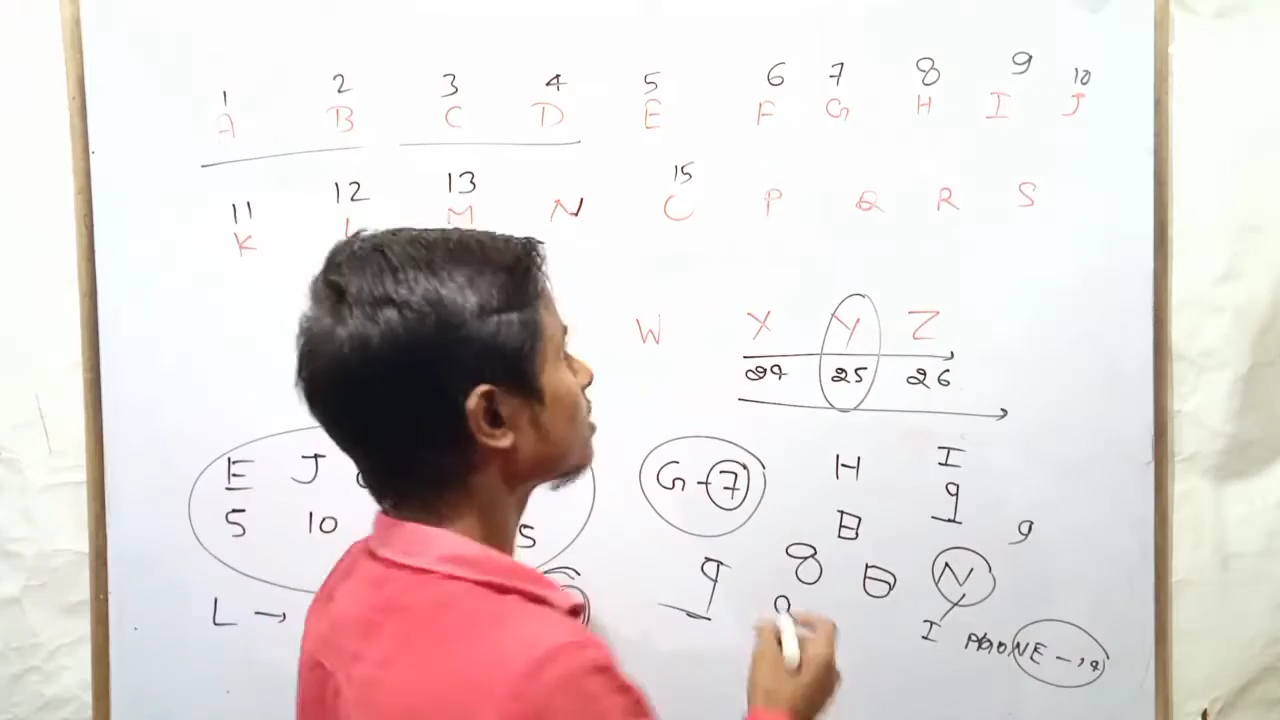 1 2 3 4 5 6 7 8 9 10
A B C D E F G H I J
11 12 13 15
K L M N O P Q R S
W X Y Z
24 25 26
E J G - 7 H I
5 10 5 B 9 9
9 8 B N
L → I PHONE -